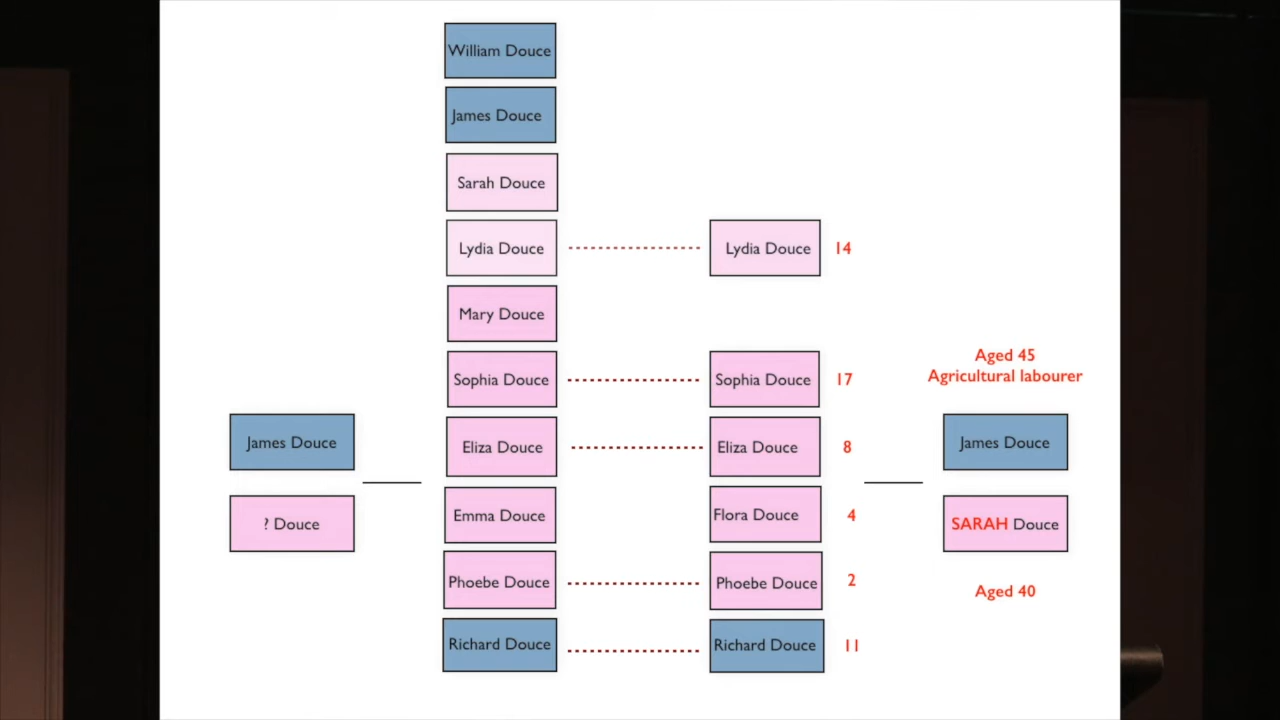 William Douce
James Douce
Sarah Douce
Lydia Douce
Lydia Douce 14
Mary Douce
Aged 45
Agricultural labourer
Sophia Douce
Sophia Douce 17
James Douce
Eliza Douce
Eliza Douce 8
James Douce
? Douce
Emma Douce
Flora Douce 4
SARAH Douce
Phoebe Douce
Phoebe Douce 2
Aged 40
Richard Douce
Richard Douce 11